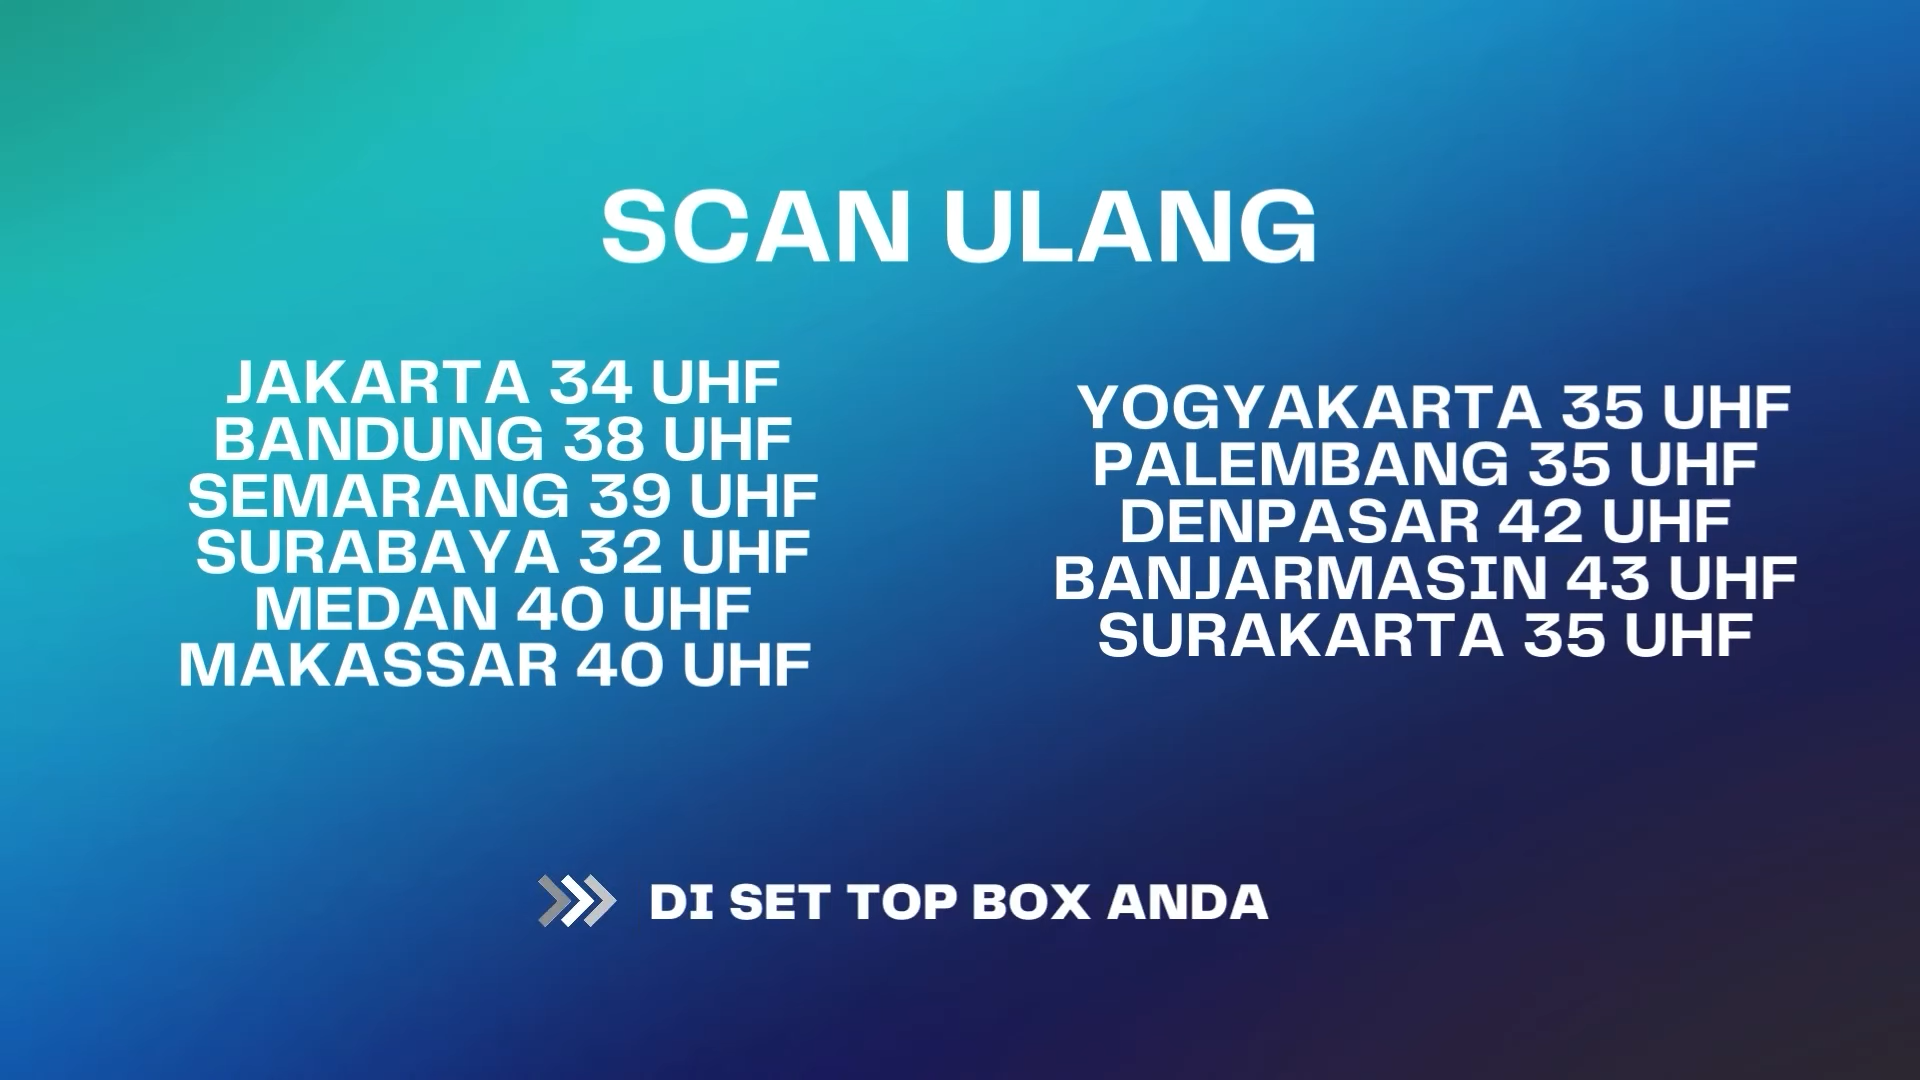 SCAN ULANG
JAKARTA 34 UHF
BANDUNG 38 UHF
SEMARANG 39 UHF
SURABAYA 32 UHF
MEDAN 40 UHF
MAKASSAR 40 UHF
YOGYAKARTA 35 UHF
PALEMBANG 35 UHF
DENPASAR 42 UHF
BANJARMASIN 43 UHF
SURAKARTA 35 UHF
DI SET TOP BOX ANDA